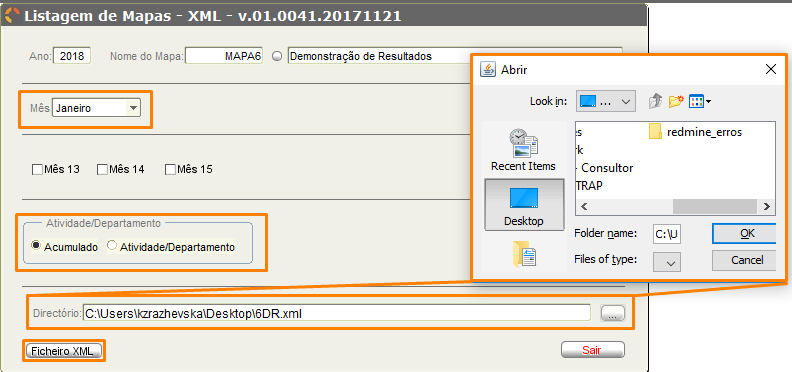 Listagem de Mapas - XML - v.01.0041.20171121
Ano: 2018 Nome do Mapa: MAPA6 Demonstração de Resultados
Mês Janeiro
Mês 13 Mês 14 Mês 15
Atividade/Departamento
Acumulado Atividade/Departamento
Directório: C:\Users\kzrazhevska\Desktop\6DR.xml ...
Ficheiro XML Sair
Abrir
Look in: ...
Recent Items
Desktop
es redmine_erros
rk
- Consultor
TRAP
Folder name: C:\U OK
Files of type: Cancel